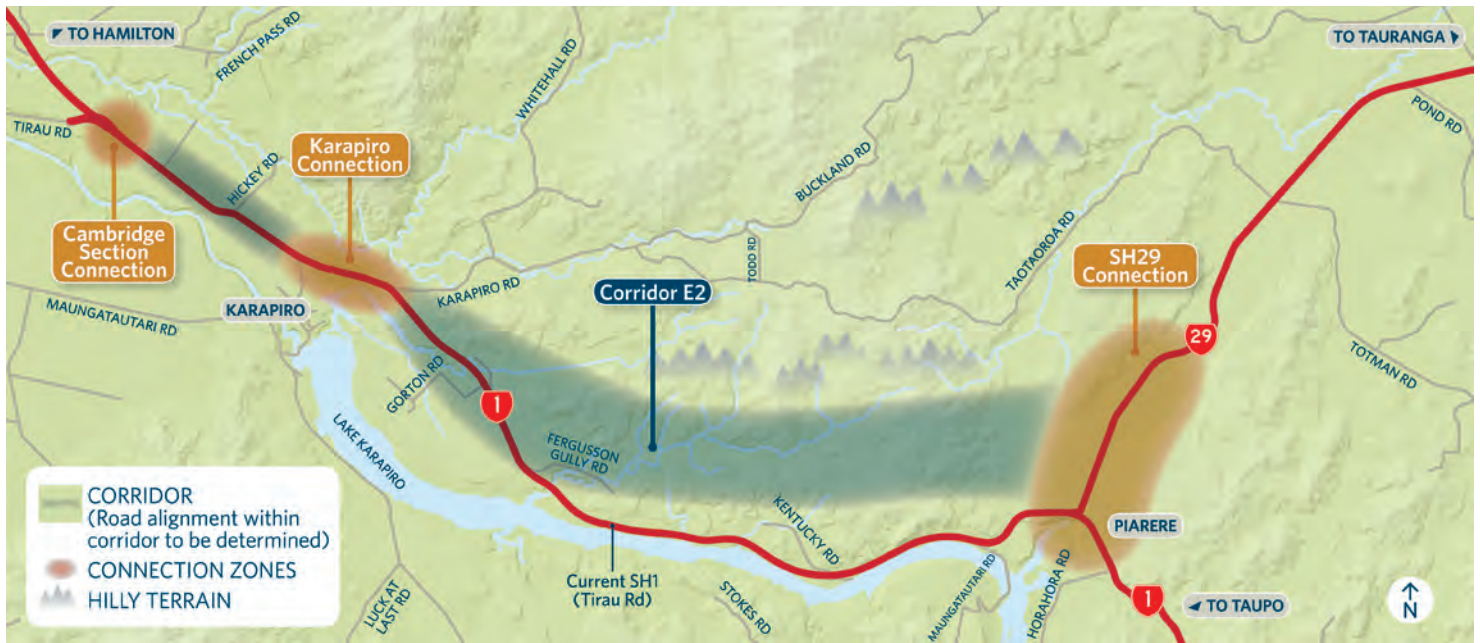 TO HAMILTON
FRENCH PASS RD
WHITEHALL RD
TO TAURANGA
POND RD
TIRAU RD
HICKEY RD
Karapiro
Connection
BUCKLAND RD
Cambridge
Section
Connection
TODD RD
TAOTAOROA RD
SH29
Connection
KARAPIRO RD
Corridor E2
MAUNGATAUTARI RD
KARAPIRO
29
TOTMAN RD
GORTON RD
1
LAKE KARAPIRO
FERGUSSON
GULLY RD
KENTUCKY RD
PIARERE
CORRIDOR
(Road alignment within
corridor to be determined)
CONNECTION ZONES
HILLY TERRAIN
Current SH1
(Tirau Rd)
LUCK AT
LAST RD
STOKES RD
MAUNGATAUTARI RD
HORAHORA RD
1
TO TAUPO
N